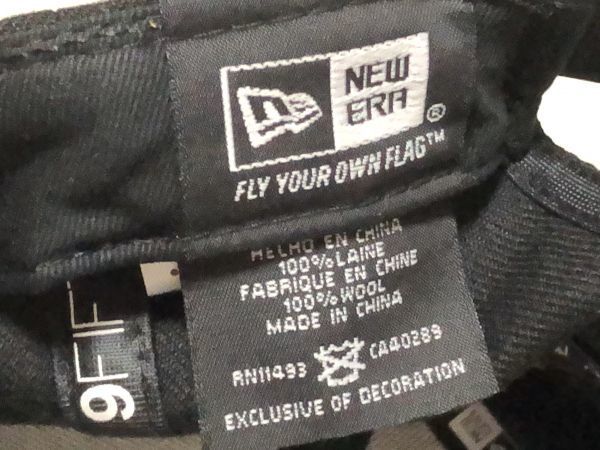 NEW
ERA®
FLY YOUR OWN FLAG™
HECHO EN CHINA
100% LAINE
FABRIQUE EN CHINE
100% WOOL
MADE IN CHINA
RN11493 CA40289
EXCLUSIVE OF DECORATION
9FIF